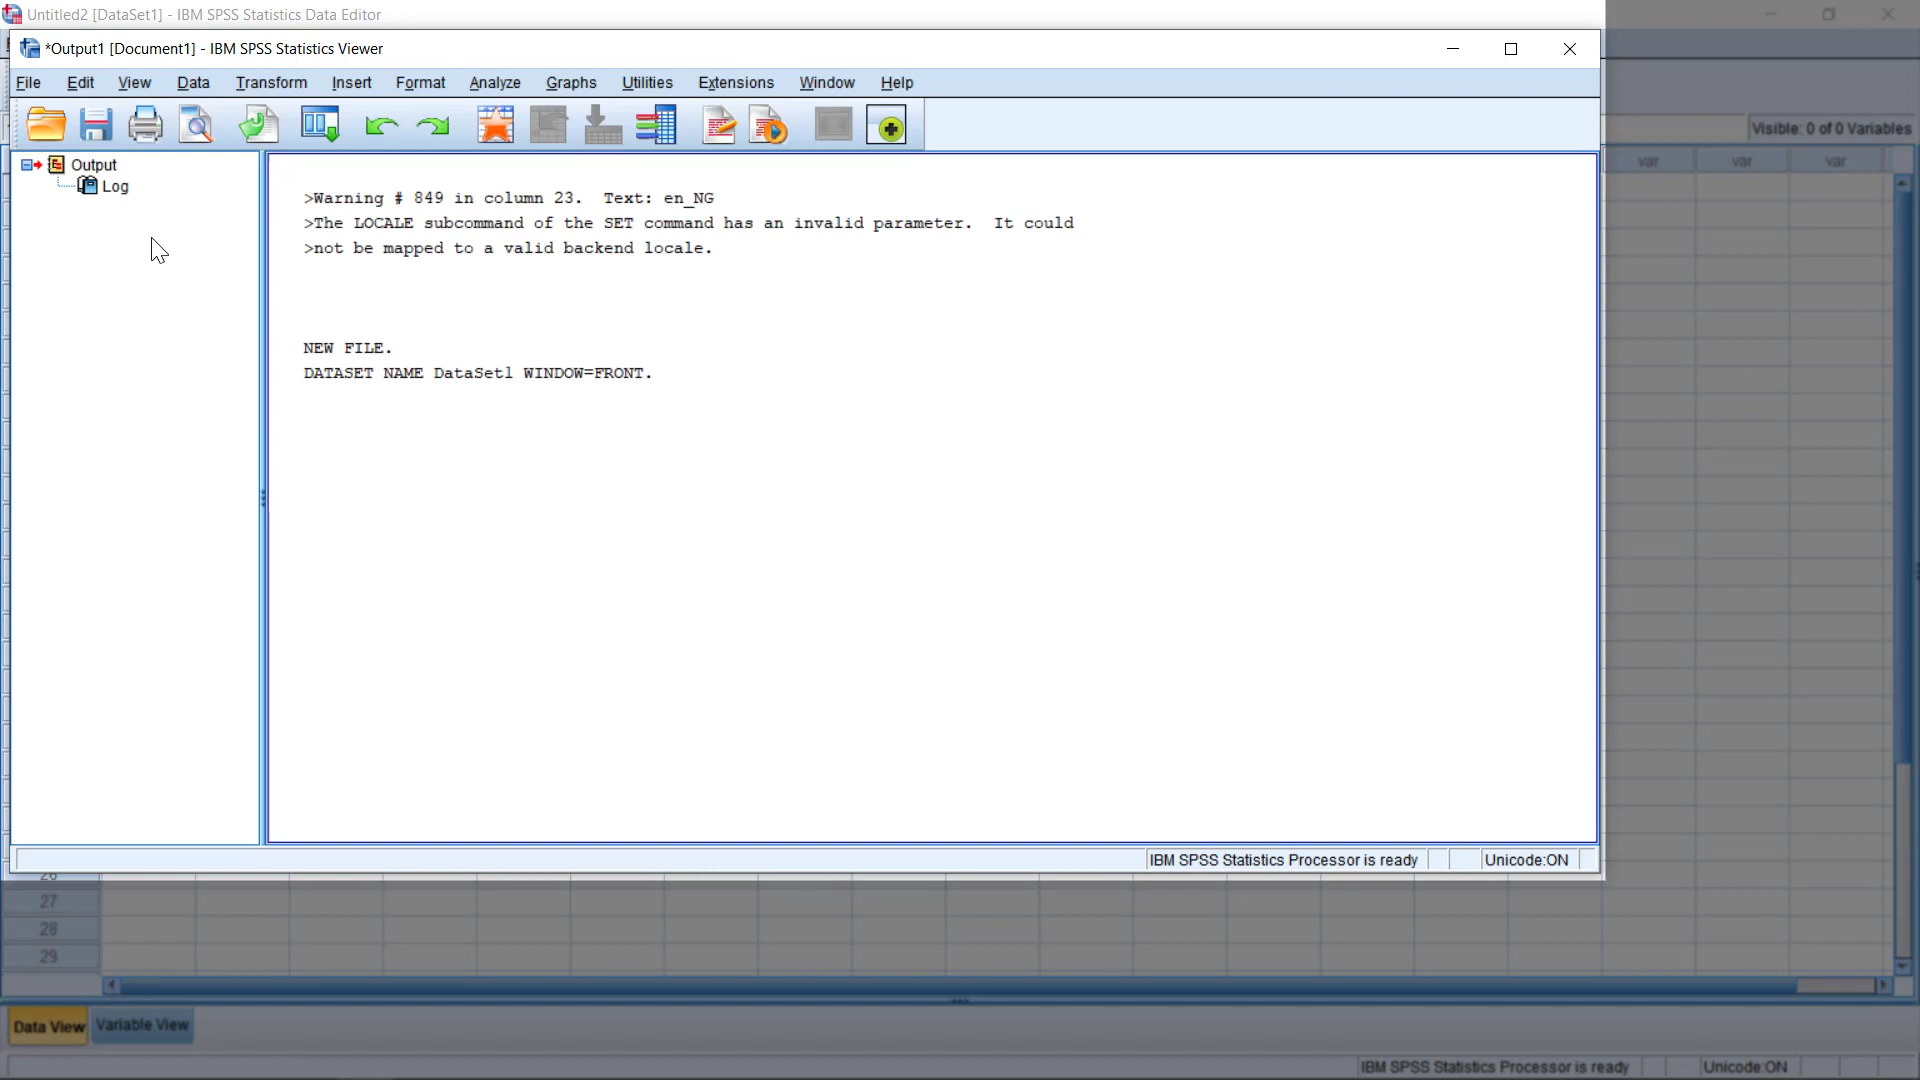 Untitled2 [DataSet1] - IBM SPSS Statistics Data Editor
*Output1 [Document1] - IBM SPSS Statistics Viewer
File Edit View Data Transform Insert Format Analyze Graphs Utilities Extensions Window Help
Visible: 0 of 0 Variables
var var var
Output
Log
>Warning # 849 in column 23. Text: en_NG
>The LOCALE subcommand of the SET command has an invalid parameter. It could
>not be mapped to a valid backend locale.
NEW FILE.
DATASET NAME DataSet1 WINDOW=FRONT.
IBM SPSS Statistics Processor is ready Unicode:ON
26
27
28
29
Data View Variable View
IBM SPSS Statistics Processor is ready Unicode:ON